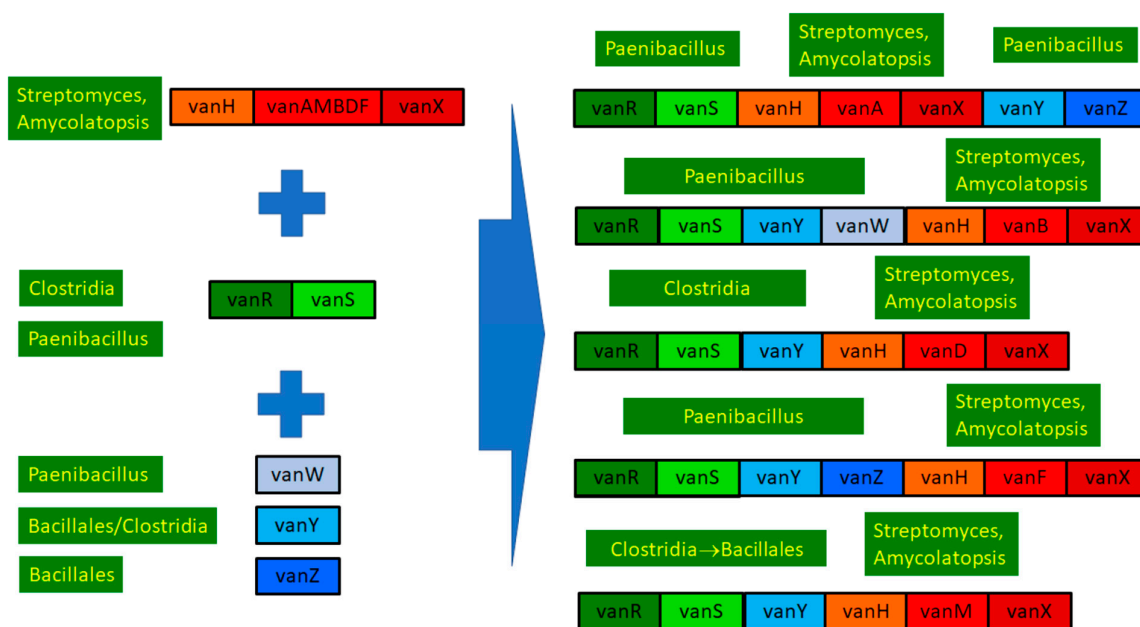 Streptomyces,
Amycolatopsis
vanH vanAMBDF vanX
Clostridia
Paenibacillus
vanR vanS
Paenibacillus
vanW
Bacillales/Clostridia
vanY
Bacillales
vanZ
Paenibacillus
Streptomyces,
Amycolatopsis
Paenibacillus
vanR vanS vanH vanA vanX vanY vanZ
Paenibacillus
Streptomyces,
Amycolatopsis
vanR vanS vanY vanW vanH vanB vanX
Clostridia
Streptomyces,
Amycolatopsis
vanR vanS vanY vanH vanD vanX
Paenibacillus
Streptomyces,
Amycolatopsis
vanR vanS vanY vanZ vanH vanF vanX
Clostridia→Bacillales
Streptomyces,
Amycolatopsis
vanR vanS vanY vanH vanM vanX